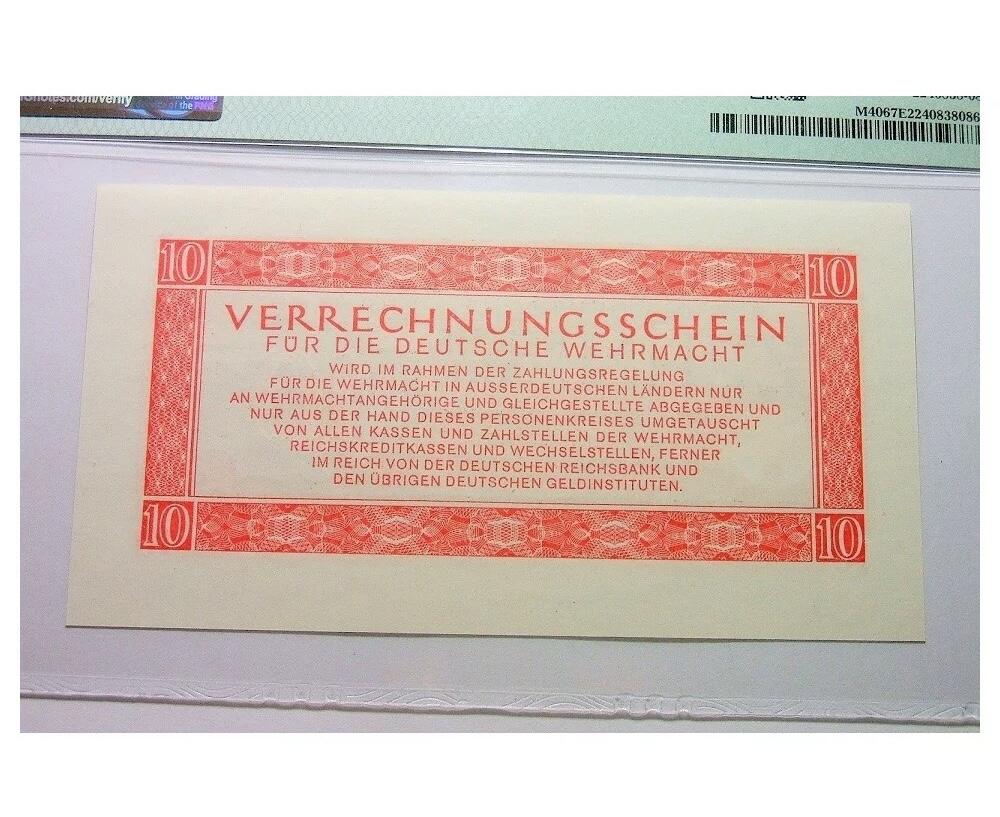 M4067E2240838086
10 10
VERRECHNUNGSSCHEIN
FÜR DIE DEUTSCHE WEHRMACHT
WIRD IM RAHMEN DER ZAHLUNGSREGELUNG
FÜR DIE WEHRMACHT IN AUSSERDEUTSCHEN LÄNDERN NUR
AN WEHRMACHTANGEHÖRIGE UND GLEICHGESTELLTE ABGEGEBEN UND
NUR AUS DER HAND DIESES PERSONENKREISES UMGETAUSCHT
VON ALLEN KASSEN UND ZAHLSTELLEN DER WEHRMACHT,
REICHSKREDITKASSEN UND WECHSELSTELLEN, FERNER
IM REICH VON DER DEUTSCHEN REICHSBANK UND
DEN ÜBRIGEN DEUTSCHEN GELDINSTITUTEN.
10 10